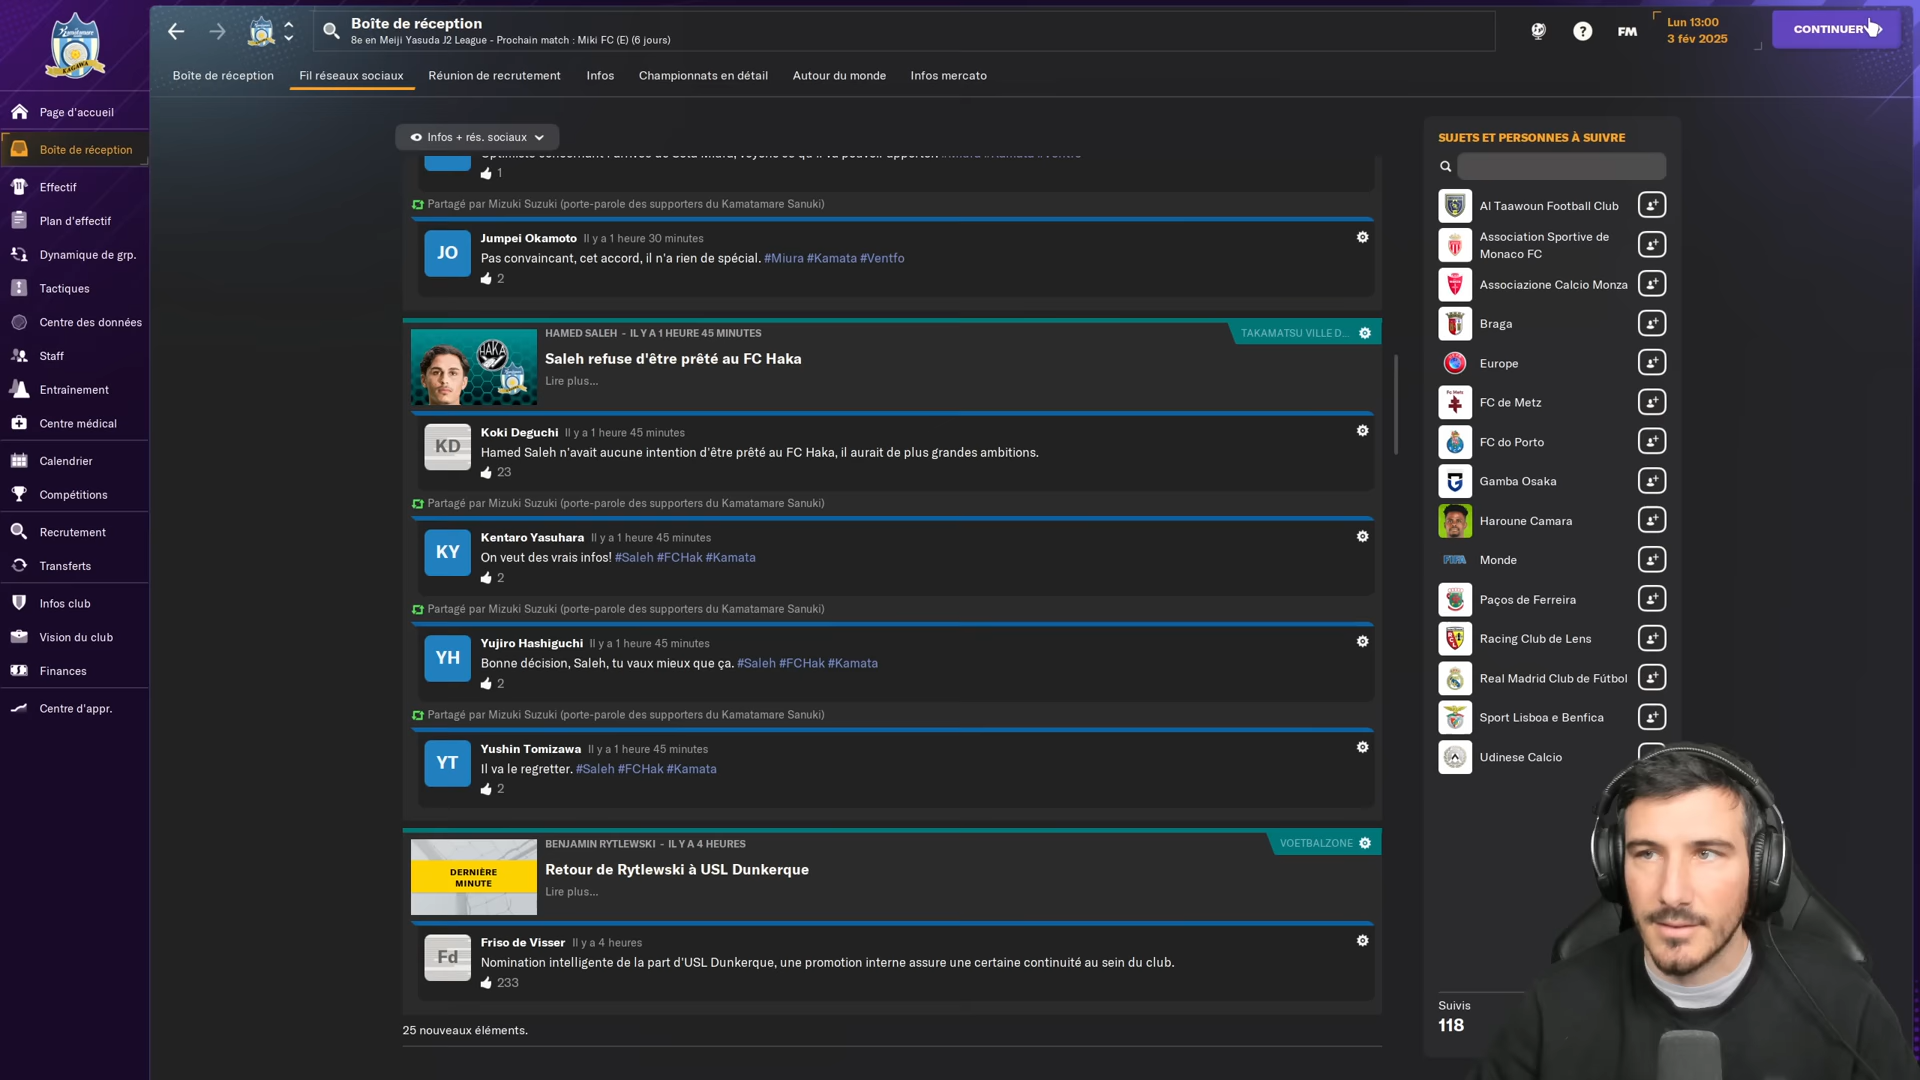 Boîte de réception
8e en Meiji Yasuda J2 League - Prochain match : Miki FC (E) (6 jours)
FM
Lun 13:00
3 fév 2025
CONTINUER
KAGAWA
Boîte de réception
Fil réseaux sociaux
Réunion de recrutement
Infos
Championnats en détail
Autour du monde
Infos mercato
Page d'accueil
Boîte de réception
Effectif
Plan d'effectif
Dynamique de grp.
Tactiques
Centre des données
Staff
Entraînement
Centre médical
Calendrier
Compétitions
Recrutement
Transferts
Infos club
Vision du club
Finances
Centre d'appr.
Infos + rés. sociaux
1
Partagé par Mizuki Suzuki (porte-parole des supporters du Kamatamare Sanuki)
JO
Jumpei Okamoto Il y a 1 heure 30 minutes
Pas convaincant, cet accord, il n'a rien de spécial. #Miura #Kamata #Ventfo
2
HAMED SALEH - IL Y A 1 HEURE 45 MINUTES
TAKAMATSU VILLE D...
HAKA
Saleh refuse d'être prêté au FC Haka
Lire plus...
KD
Koki Deguchi Il y a 1 heure 45 minutes
Hamed Saleh n'avait aucune intention d'être prêté au FC Haka, il aurait de plus grandes ambitions.
23
Partagé par Mizuki Suzuki (porte-parole des supporters du Kamatamare Sanuki)
KY
Kentaro Yasuhara Il y a 1 heure 45 minutes
On veut des vrais infos! #Saleh #FCHak #Kamata
2
Partagé par Mizuki Suzuki (porte-parole des supporters du Kamatamare Sanuki)
YH
Yujiro Hashiguchi Il y a 1 heure 45 minutes
Bonne décision, Saleh, tu vaux mieux que ça. #Saleh #FCHak #Kamata
2
Partagé par Mizuki Suzuki (porte-parole des supporters du Kamatamare Sanuki)
YT
Yushin Tomizawa Il y a 1 heure 45 minutes
Il va le regretter. #Saleh #FCHak #Kamata
2
BENJAMIN RYTLEWSKI - IL Y A 4 HEURES
VOETBALZONE
DERNIÈRE
MINUTE
Retour de Rytlewski à USL Dunkerque
Lire plus...
Fd
Friso de Visser Il y a 4 heures
Nomination intelligente de la part d'USL Dunkerque, une promotion interne assure une certaine continuité au sein du club.
233
25 nouveaux éléments.
SUJETS ET PERSONNES À SUIVRE
Al Taawoun Football Club
Association Sportive de
Monaco FC
Associazione Calcio Monza
Braga
Europe
FC de Metz
FC do Porto
Gamba Osaka
Haroune Camara
FIFA
Monde
Paços de Ferreira
Racing Club de Lens
Real Madrid Club de Fútbol
Sport Lisboa e Benfica
Udinese Calcio
Suivis
118